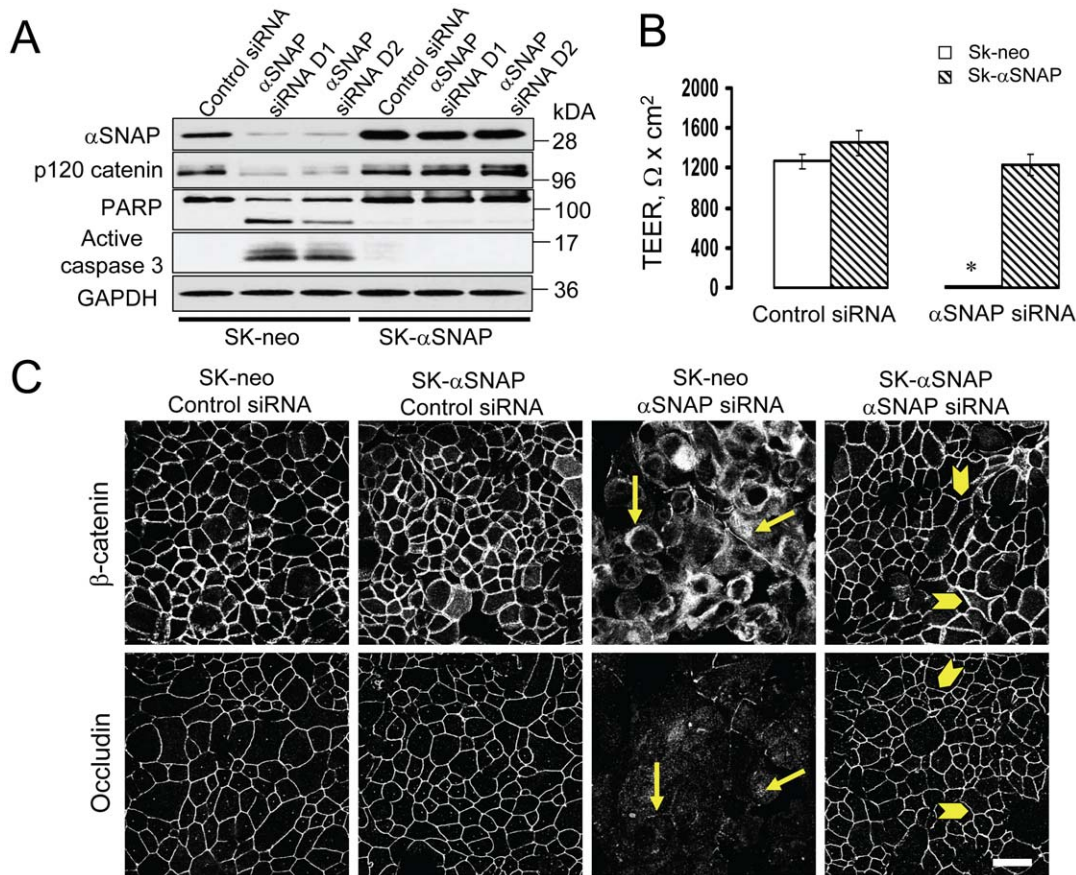 A
Control siRNA
αSNAP
siRNA D1
αSNAP
siRNA D2
Control siRNA
αSNAP
siRNA D1
αSNAP
siRNA D2
kDA
αSNAP
28
p120 catenin
96
PARP
100
Active
caspase 3
17
GAPDH
36
SK-neo
SK-αSNAP
B
Sk-neo
Sk-αSNAP
TEER, Ω x cm²
2000
1600
1200
800
400
0
*
Control siRNA
αSNAP siRNA
C
SK-neo
Control siRNA
SK-αSNAP
Control siRNA
SK-neo
αSNAP siRNA
SK-αSNAP
αSNAP siRNA
β-catenin
Occludin